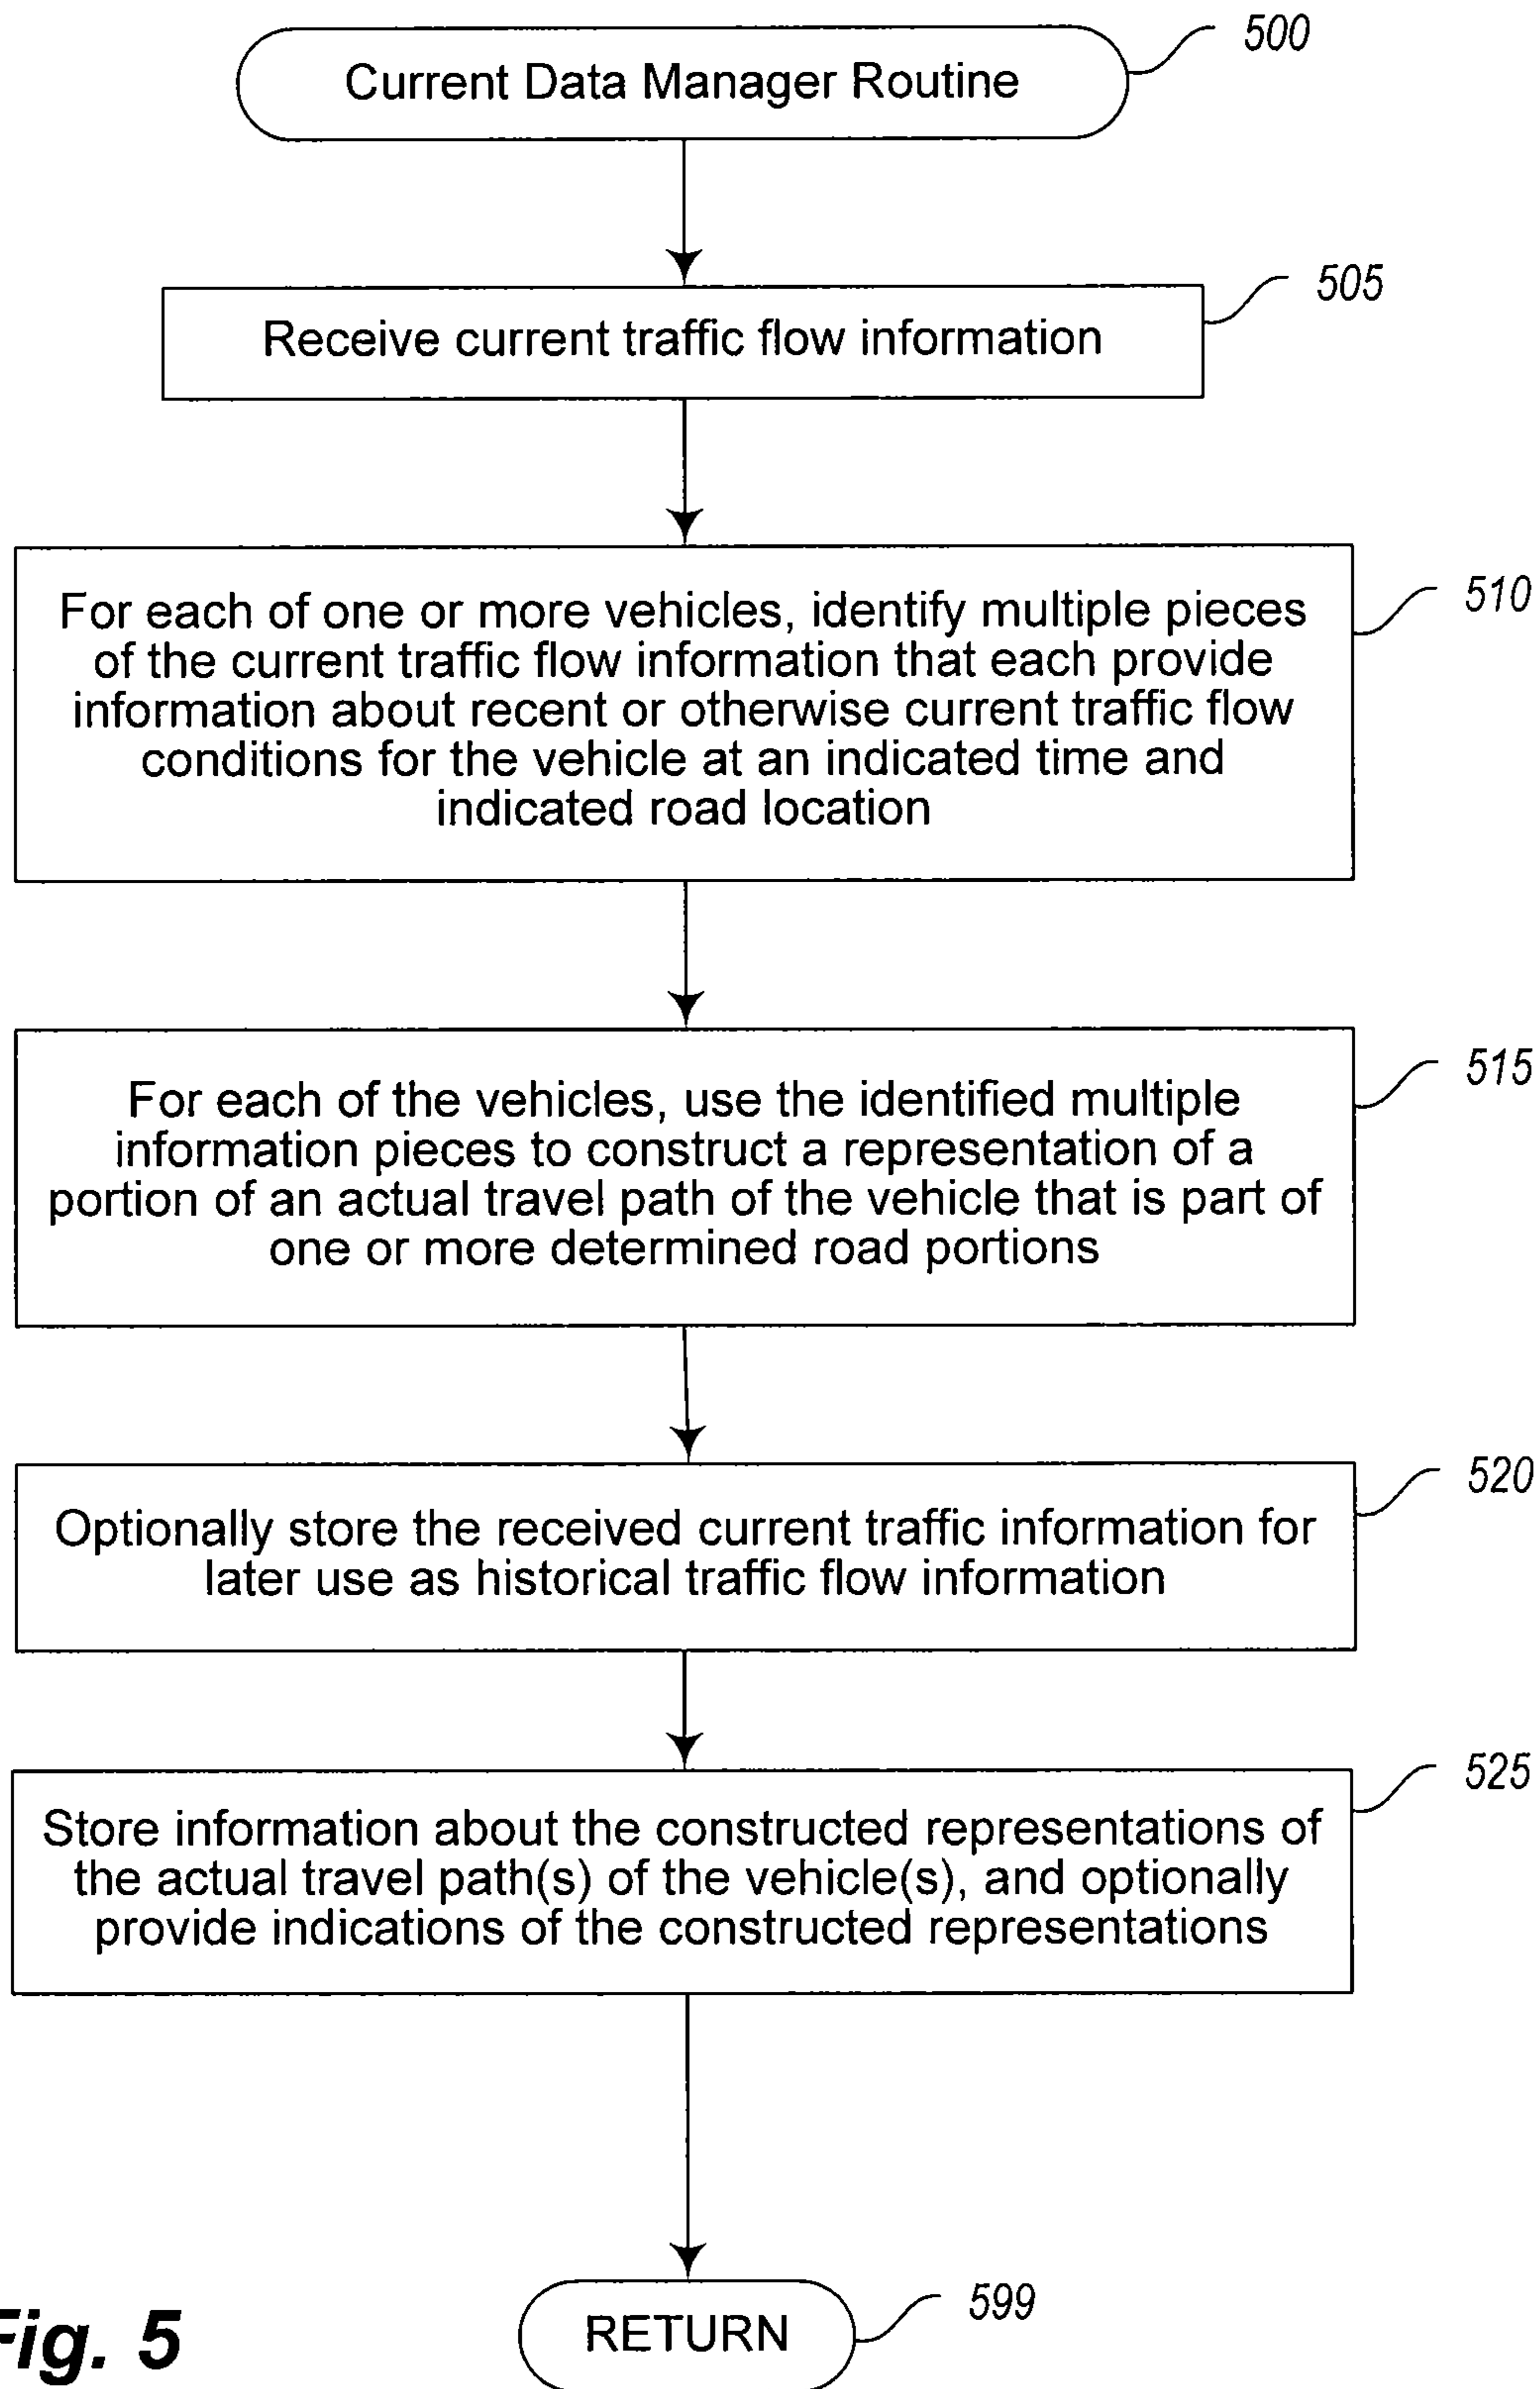 500
Current Data Manager Routine
505
Receive current traffic flow information
510
For each of one or more vehicles, identify multiple pieces
of the current traffic flow information that each provide
information about recent or otherwise current traffic flow
conditions for the vehicle at an indicated time and
indicated road location
515
For each of the vehicles, use the identified multiple
information pieces to construct a representation of a
portion of an actual travel path of the vehicle that is part of
one or more determined road portions
520
Optionally store the received current traffic information for
later use as historical traffic flow information
525
Store information about the constructed representations of
the actual travel path(s) of the vehicle(s), and optionally
provide indications of the constructed representations
599
RETURN
Fig. 5